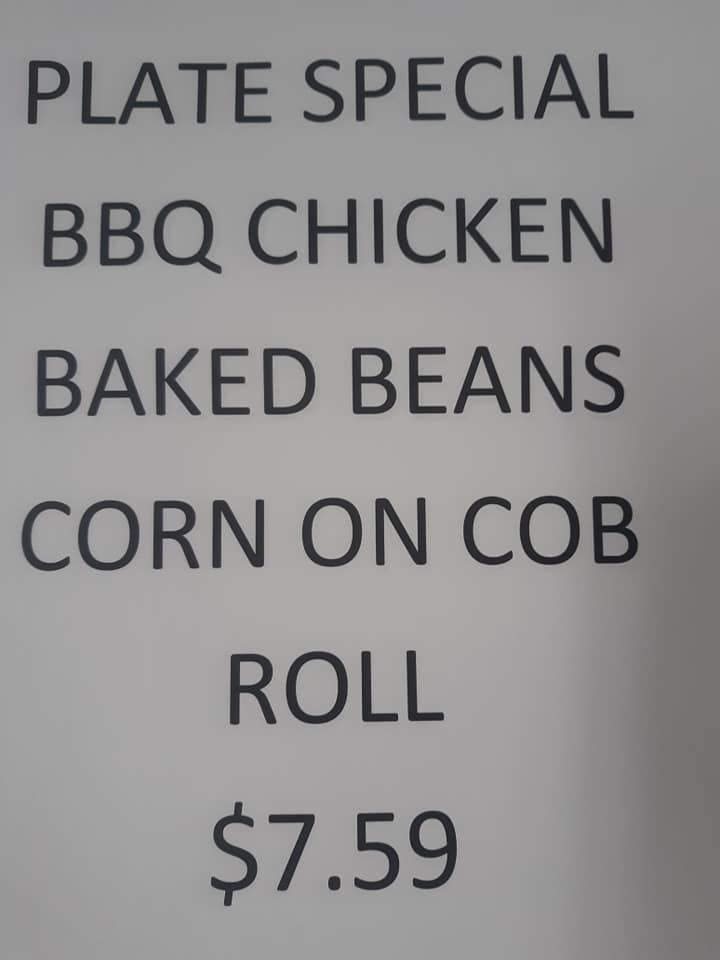 PLATE SPECIAL
BBQ CHICKEN
BAKED BEANS
CORN ON COB
ROLL
$7.59